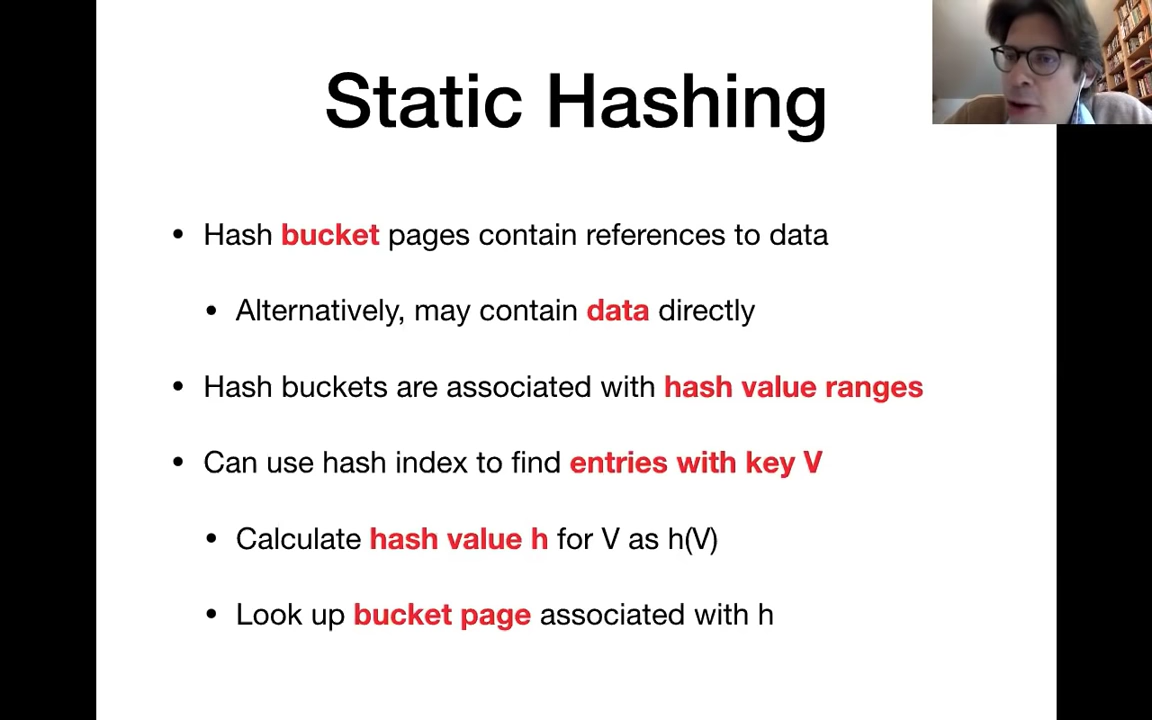 Static Hashing
• Hash bucket pages contain references to data
• Alternatively, may contain data directly
• Hash buckets are associated with hash value ranges
• Can use hash index to find entries with key V
• Calculate hash value h for V as h(V)
• Look up bucket page associated with h